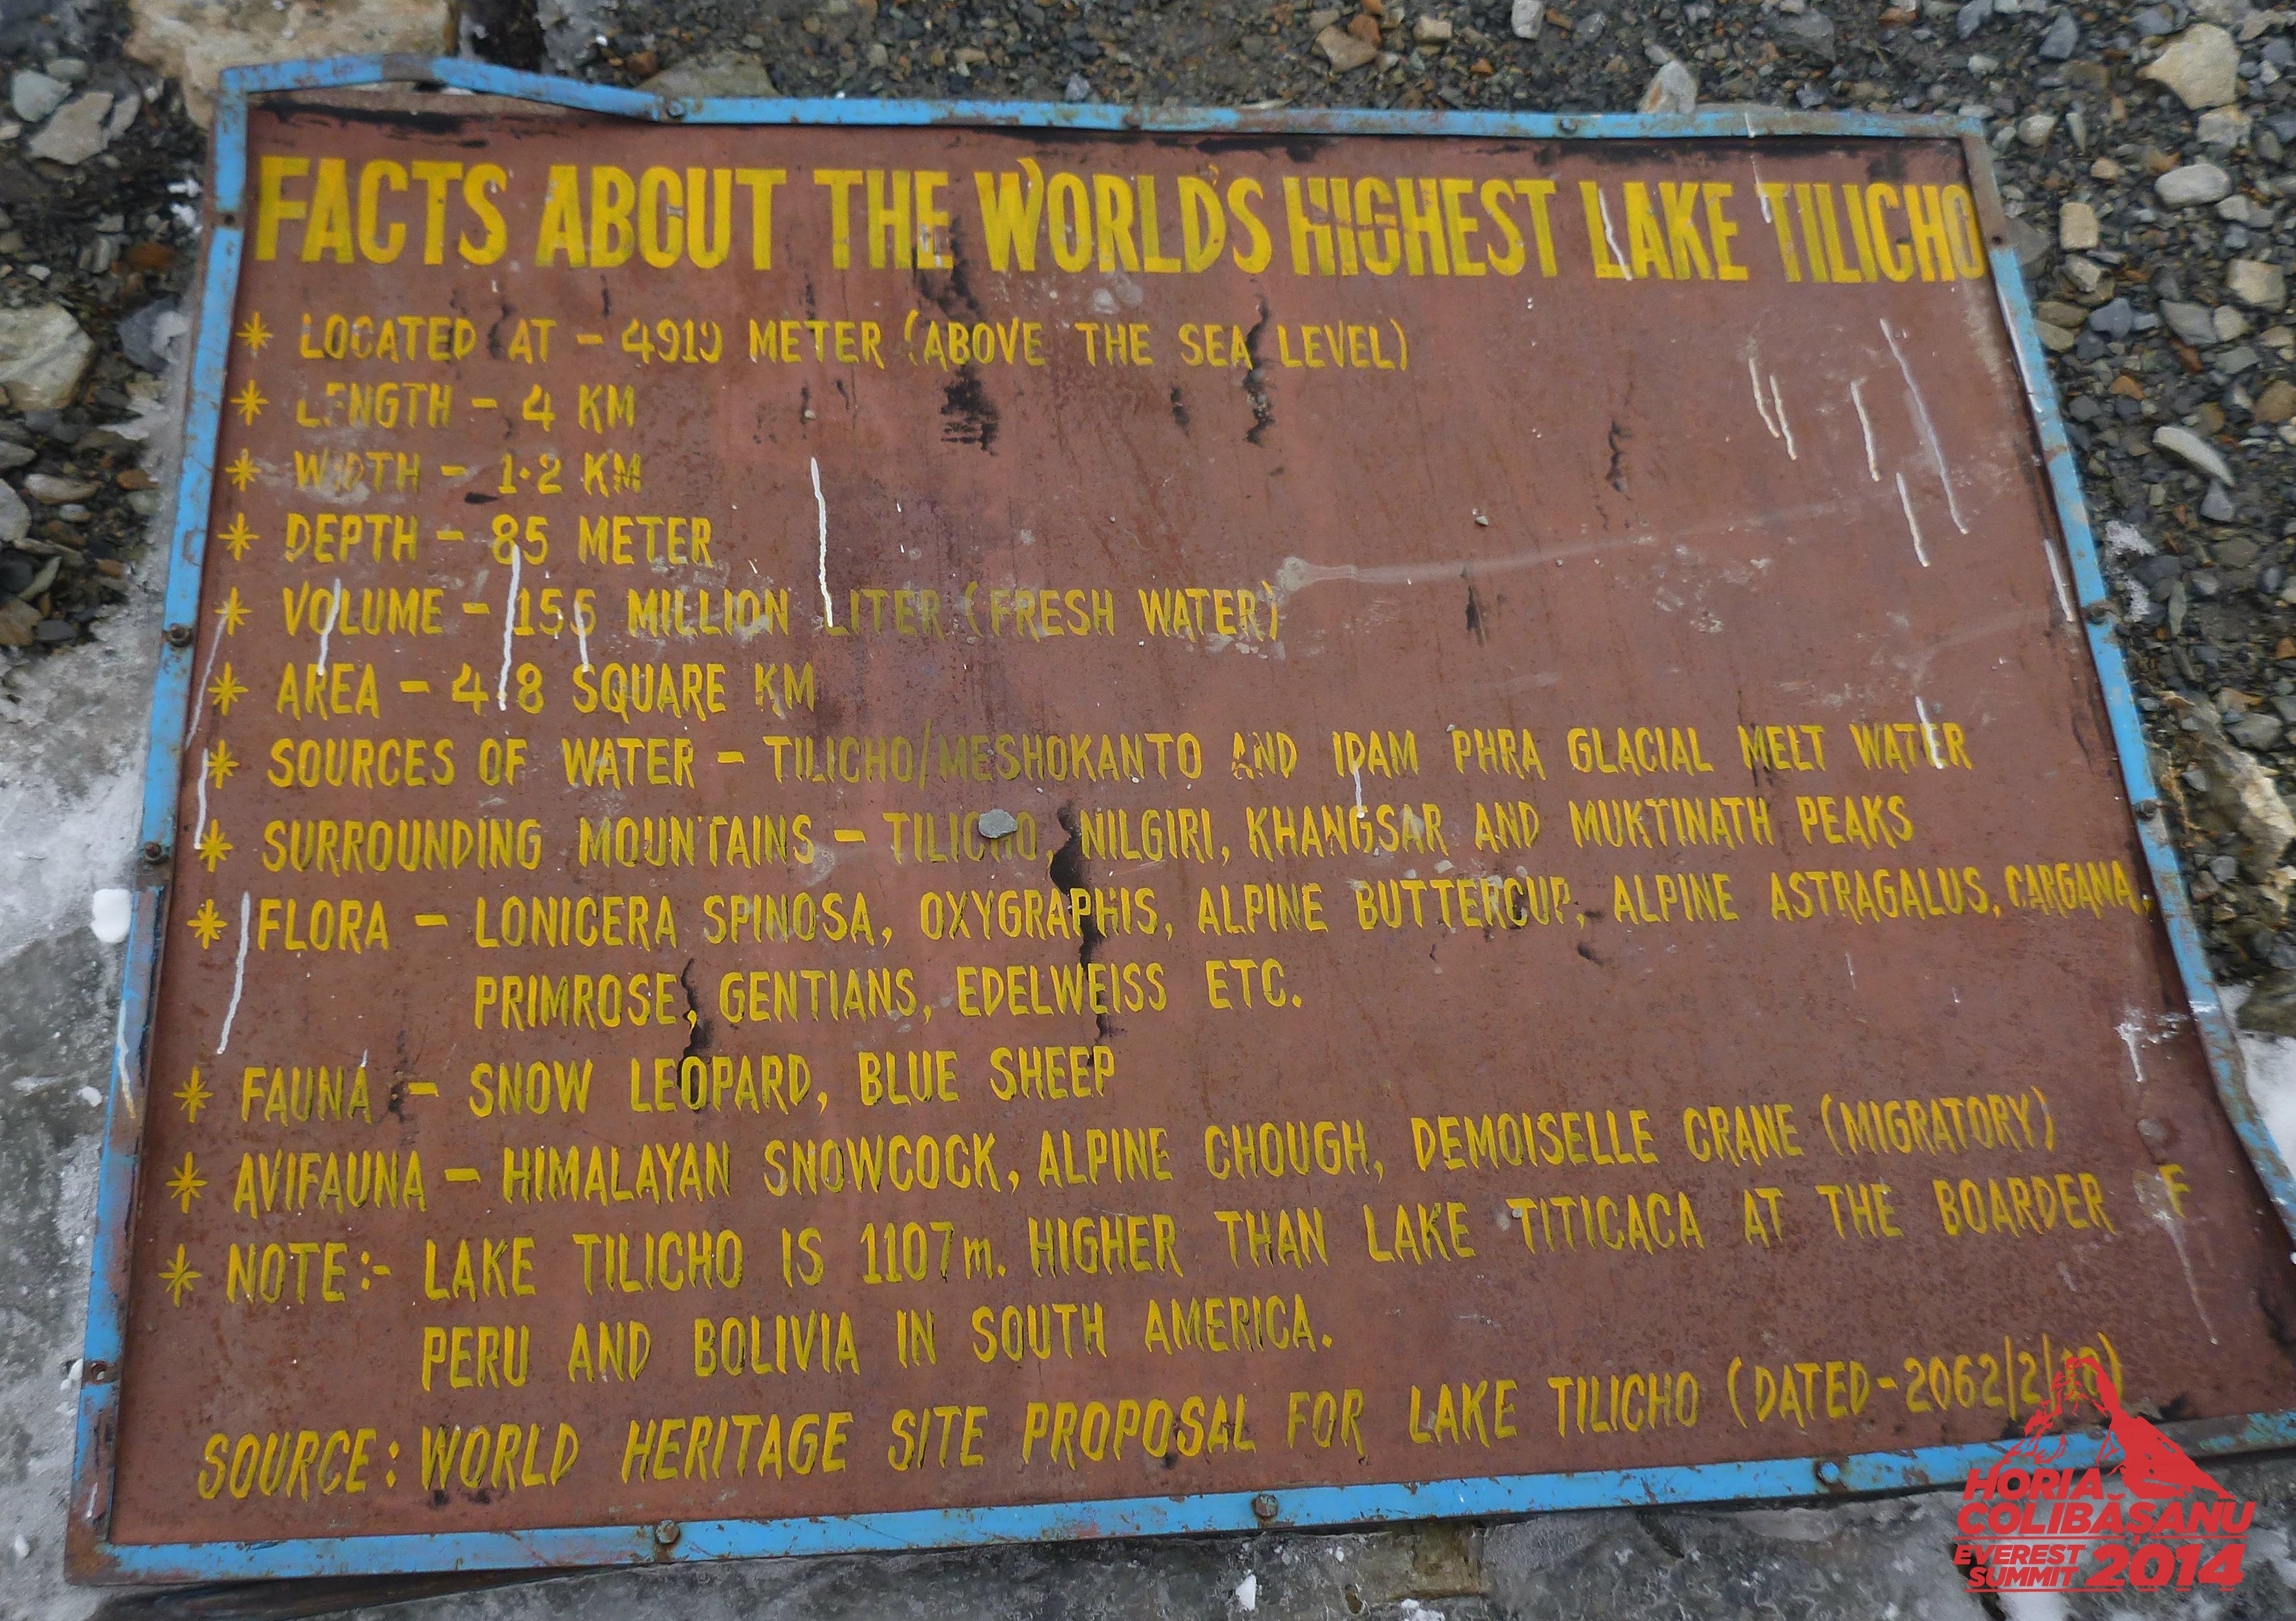 FACTS ABOUT THE WORLD'S HIGHEST LAKE TILICHO
* LOCATED AT - 4919 METER (ABOVE THE SEA LEVEL)
* LENGTH - 4 KM
* WIDTH - 1.2 KM
* DEPTH - 85 METER
* VOLUME - 155 MILLION LITER (FRESH WATER)
* AREA - 4.8 SQUARE KM
* SOURCES OF WATER - TILICHO/MESHOKANTO AND IDAM PHRA GLACIAL MELT WATER
* SURROUNDING MOUNTAINS - TILICHO, NILGIRI, KHANGSAR AND MUKTINATH PEAKS
* FLORA - LONICERA SPINOSA, OXYGRAPHIS, ALPINE BUTTERCUP, ALPINE ASTRAGALUS, CARGANA,
PRIMROSE, GENTIANS, EDELWEISS ETC.
* FAUNA - SNOW LEOPARD, BLUE SHEEP
* AVIFAUNA - HIMALAYAN SNOWCOCK, ALPINE CHOUGH, DEMOISELLE CRANE (MIGRATORY)
* NOTE:- LAKE TILICHO IS 1107m. HIGHER THAN LAKE TITICACA AT THE BOARDER OF
PERU AND BOLIVIA IN SOUTH AMERICA.
SOURCE: WORLD HERITAGE SITE PROPOSAL FOR LAKE TILICHO (DATED-
HORIA
COLIBĂȘANU
EVEREST
SUMMIT 2014